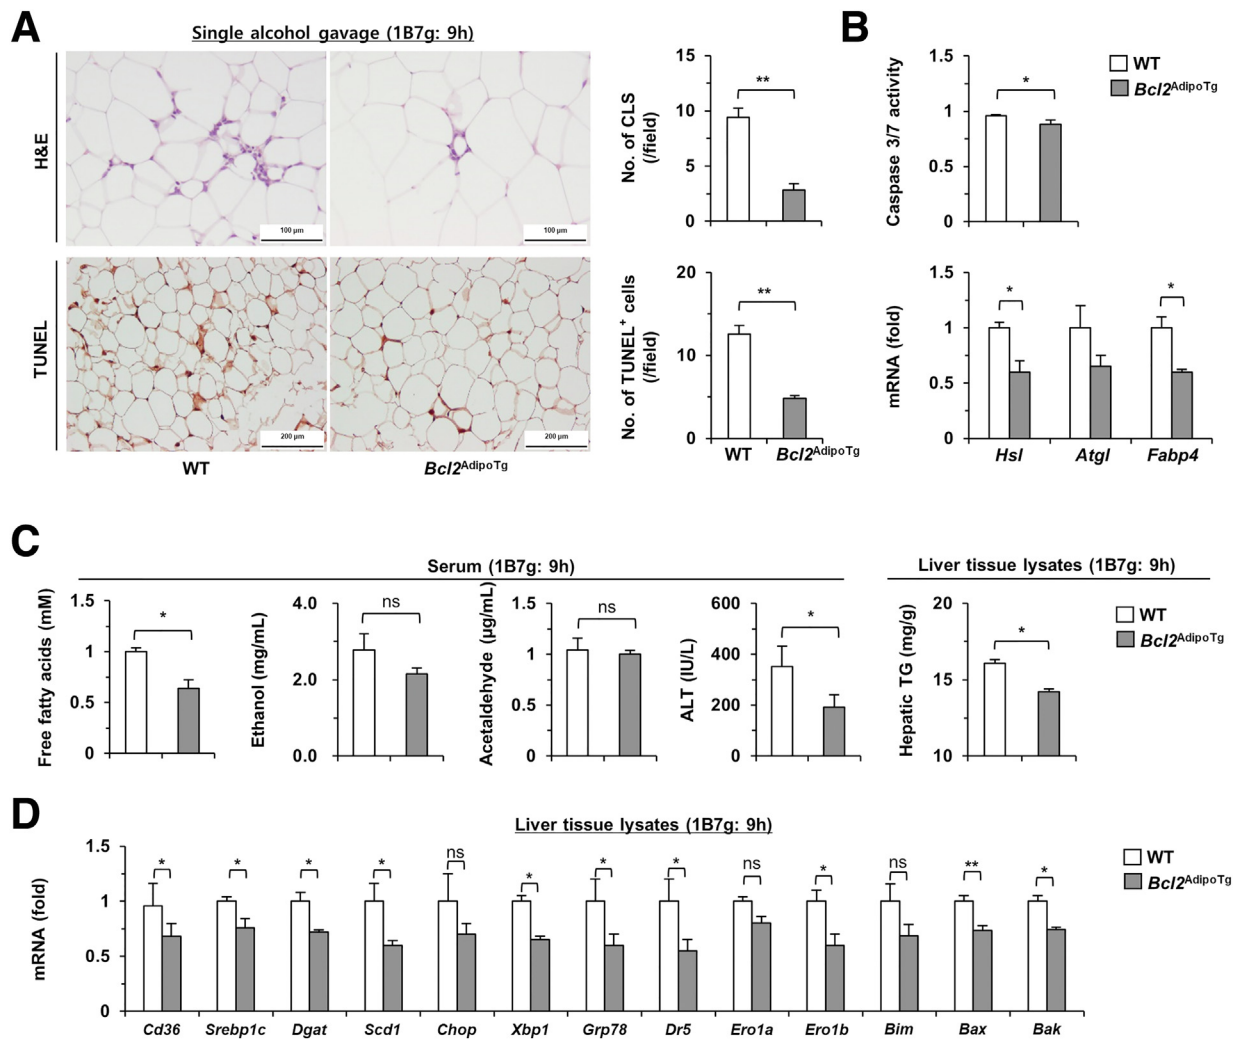 A
Single alcohol gavage (1B7g: 9h)
H&E
100 μm
100 μm
TUNEL
200 μm
200 μm
WT
Bcl2AdipoTg
No. of CLS
(/field)
15
10
5
0
**
No. of TUNEL+ cells
(/field)
20
10
0
**
WT
Bcl2AdipoTg
B
Caspase 3/7 activity
1.5
1
0.5
0
*
WT
Bcl2AdipoTg
mRNA (fold)
1.5
1
0.5
0
*
*
Hsl
Atgl
Fabp4
C
Serum (1B7g: 9h)
Free fatty acids (mM)
1.5
1
0.5
0
*
Ethanol (mg/mL)
4.0
2.0
0.0
ns
Acetaldehyde (μg/mL)
1.5
1
0.5
0
ns
ALT (IU/L)
600
400
200
0
*
Liver tissue lysates (1B7g: 9h)
Hepatic TG (mg/g)
20
15
10
*
WT
Bcl2AdipoTg
D
Liver tissue lysates (1B7g: 9h)
mRNA (fold)
1.5
1
0.5
0
* * * * ns * * * ns * ns ** *
Cd36 Srebp1c Dgat Scd1 Chop Xbp1 Grp78 Dr5 Ero1a Ero1b Bim Bax Bak
WT
Bcl2AdipoTg